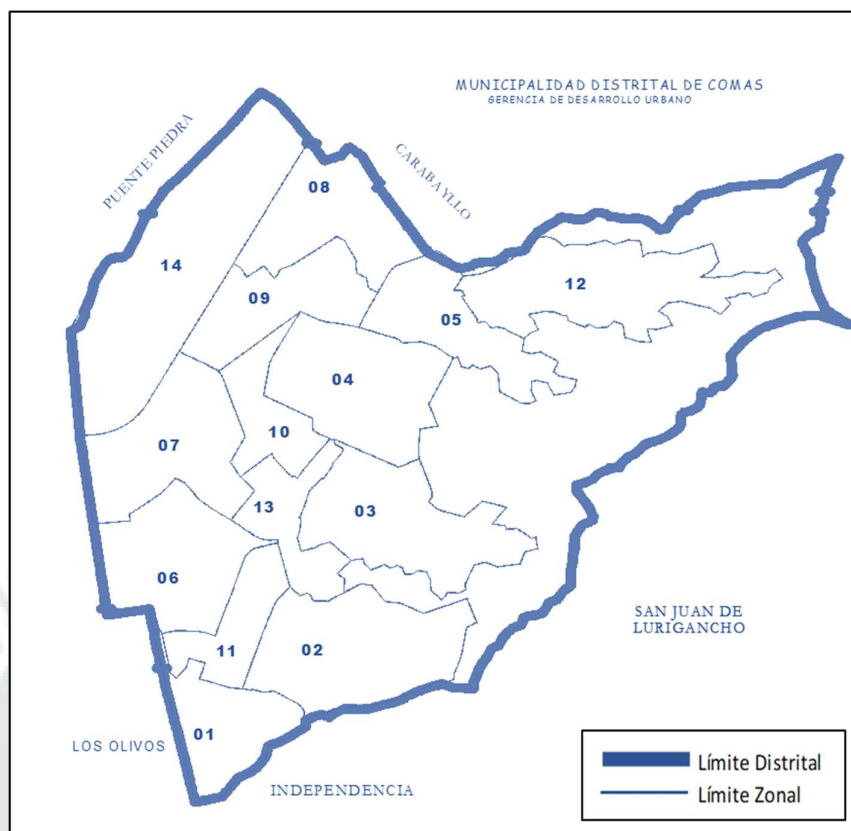 MUNICIPALIDAD DISTRITAL DE COMAS
GERENCIA DE DESARROLLO URBANO
PUENTE PIEDRA
CARABAYLLO
08
14
12
09
05
04
10
07
03
13
06
SAN JUAN DE
LURIGANCHO
11
02
01
LOS OLIVOS
INDEPENDENCIA
Límite Distrital
Límite Zonal